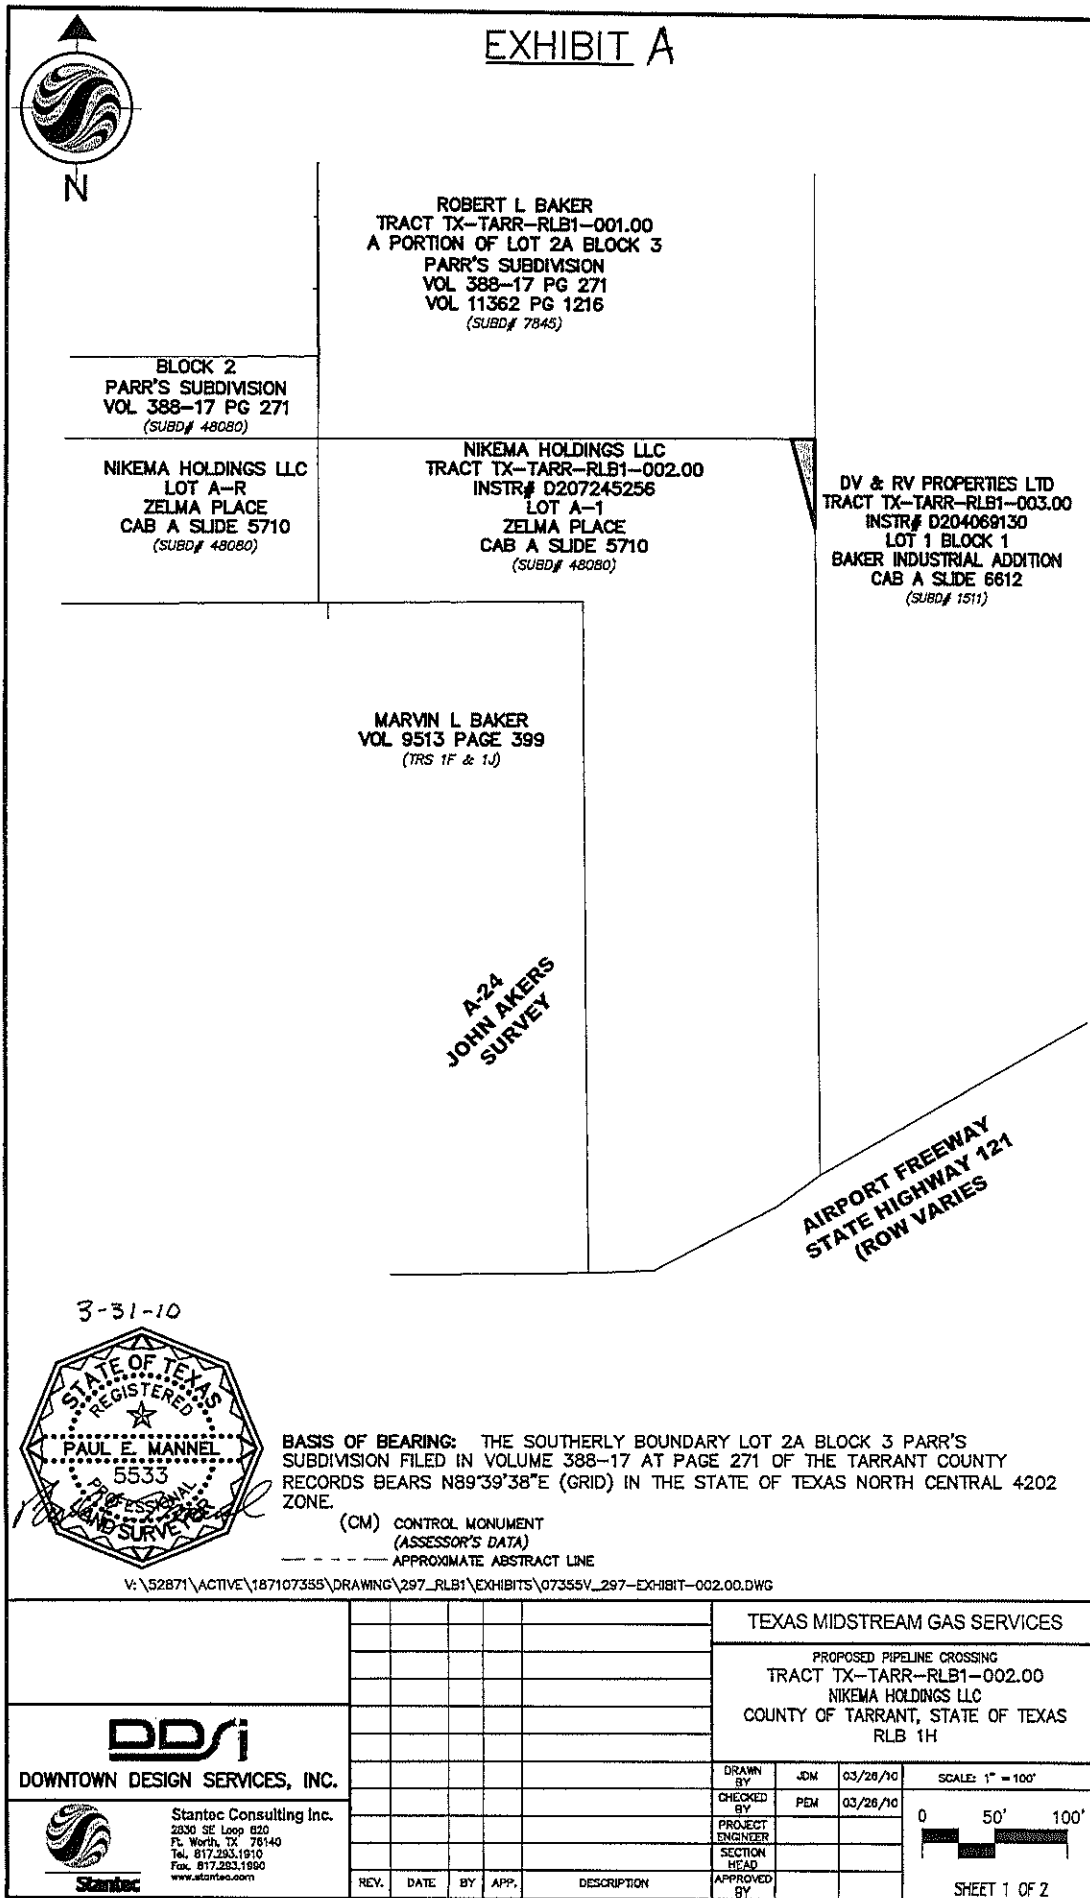 EXHIBIT A
N
ROBERT L BAKER
TRACT TX-TARR-RLB1-001.00
A PORTION OF LOT 2A BLOCK 3
PARR'S SUBDIVISION
VOL 388-17 PG 271
VOL 11362 PG 1216
(SUBD# 7845)
BLOCK 2
PARR'S SUBDIVISION
VOL 388-17 PG 271
(SUBD# 48080)
NIKEMA HOLDINGS LLC
LOT A-R
ZELMA PLACE
CAB A SLIDE 5710
(SUBD# 48080)
NIKEMA HOLDINGS LLC
TRACT TX-TARR-RLB1-002.00
INSTR# D207245256
LOT A-1
ZELMA PLACE
CAB A SLIDE 5710
(SUBD# 48080)
DV & RV PROPERTIES LTD
TRACT TX-TARR-RLB1-003.00
INSTR# D204069130
LOT 1 BLOCK 1
BAKER INDUSTRIAL ADDITION
CAB A SLIDE 6612
(SUBD# 1511)
MARVIN L BAKER
VOL 9513 PAGE 399
(TRS 1F & 1J)
A-24
JOHN AKERS
SURVEY
AIRPORT FREEWAY
STATE HIGHWAY 121
(ROW VARIES
3-31-10
STATE OF TEXAS
REGISTERED
PAUL E. MANNEL
5533
PROFESSIONAL
LAND SURVEYOR
BASIS OF BEARING: THE SOUTHERLY BOUNDARY LOT 2A BLOCK 3 PARR'S
SUBDIVISION FILED IN VOLUME 388-17 AT PAGE 271 OF THE TARRANT COUNTY
RECORDS BEARS N89°39'38"E (GRID) IN THE STATE OF TEXAS NORTH CENTRAL 4202
ZONE.
(CM) CONTROL MONUMENT
(ASSESSOR'S DATA)
APPROXIMATE ABSTRACT LINE
V:\52871\ACTIVE\187107355\DRAWING\297_RLB1\EXHIBITS\07355V_297-EXHIBIT-002.00.DWG
DDSi
DOWNTOWN DESIGN SERVICES, INC.
Stantec
Stantec Consulting Inc.
2830 SE Loop 820
Ft. Worth, TX 76140
Tel. 817.293.1910
Fax. 817.293.1990
www.stantec.com
REV. DATE BY APP. DESCRIPTION
TEXAS MIDSTREAM GAS SERVICES
PROPOSED PIPELINE CROSSING
TRACT TX-TARR-RLB1-002.00
NIKEMA HOLDINGS LLC
COUNTY OF TARRANT, STATE OF TEXAS
RLB 1H
DRAWN BY JDM 03/26/10
CHECKED BY PEM 03/26/10
PROJECT ENGINEER
SECTION HEAD
APPROVED BY
SCALE: 1" = 100'
0 50' 100'
SHEET 1 OF 2